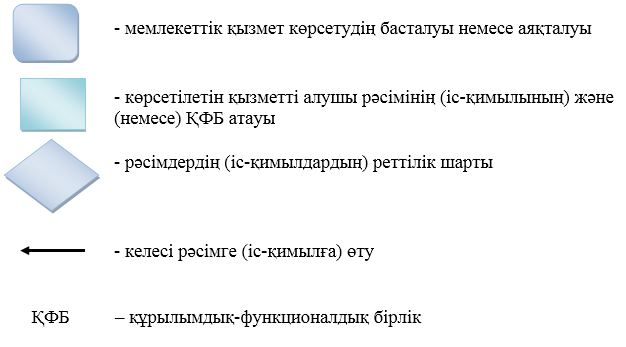 - мемлекеттік қызмет көрсетудің басталуы немесе аяқталуы
- көрсетілетін қызметті алушы рәсімінің (іс-қимылының) және
(немесе) ҚФБ атауы
- рәсімдердің (іс-қимылдардың) реттілік шарты
- келесі рәсімге (іс-қимылға) өту
ҚФБ – құрылымдық-функционалдық бірлік